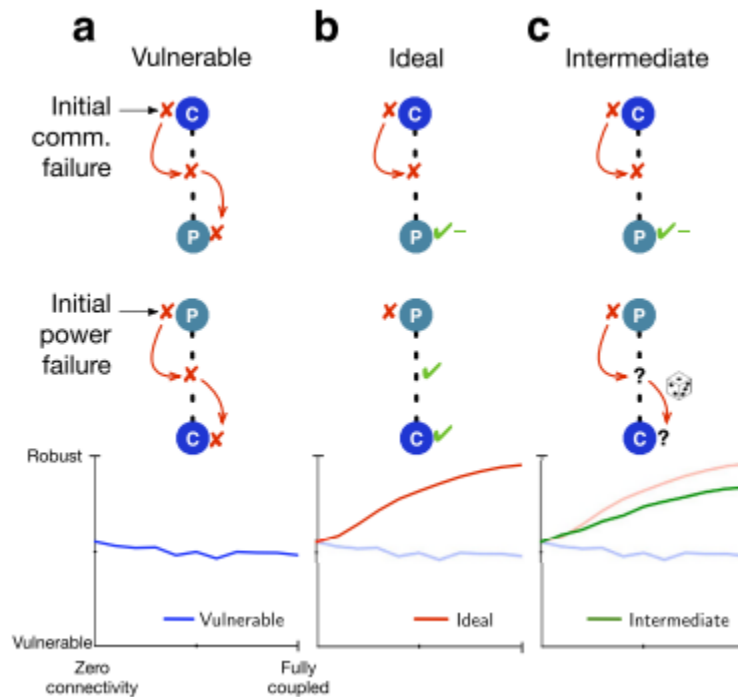 a
b
c
Vulnerable
Ideal
Intermediate
Initial
comm.
failure
C
C
C
P
P
P
Initial
power
failure
P
P
P
?
C
C
C
?
Robust
Vulnerable
Vulnerable
Ideal
Intermediate
Zero
connectivity
Fully
coupled